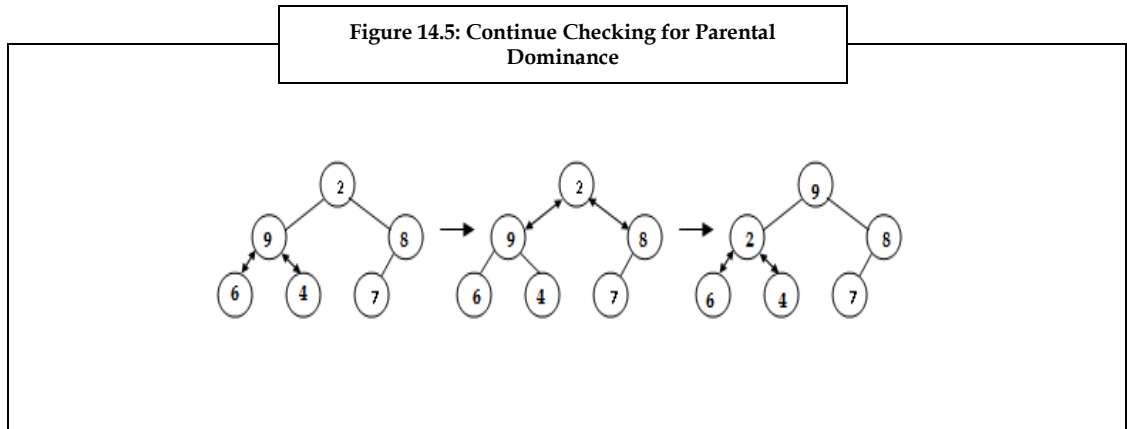 Figure 14.5: Continue Checking for Parental
Dominance
2 2 9
9 8 9 8 2 8
6 4 7 6 4 7 6 4 7